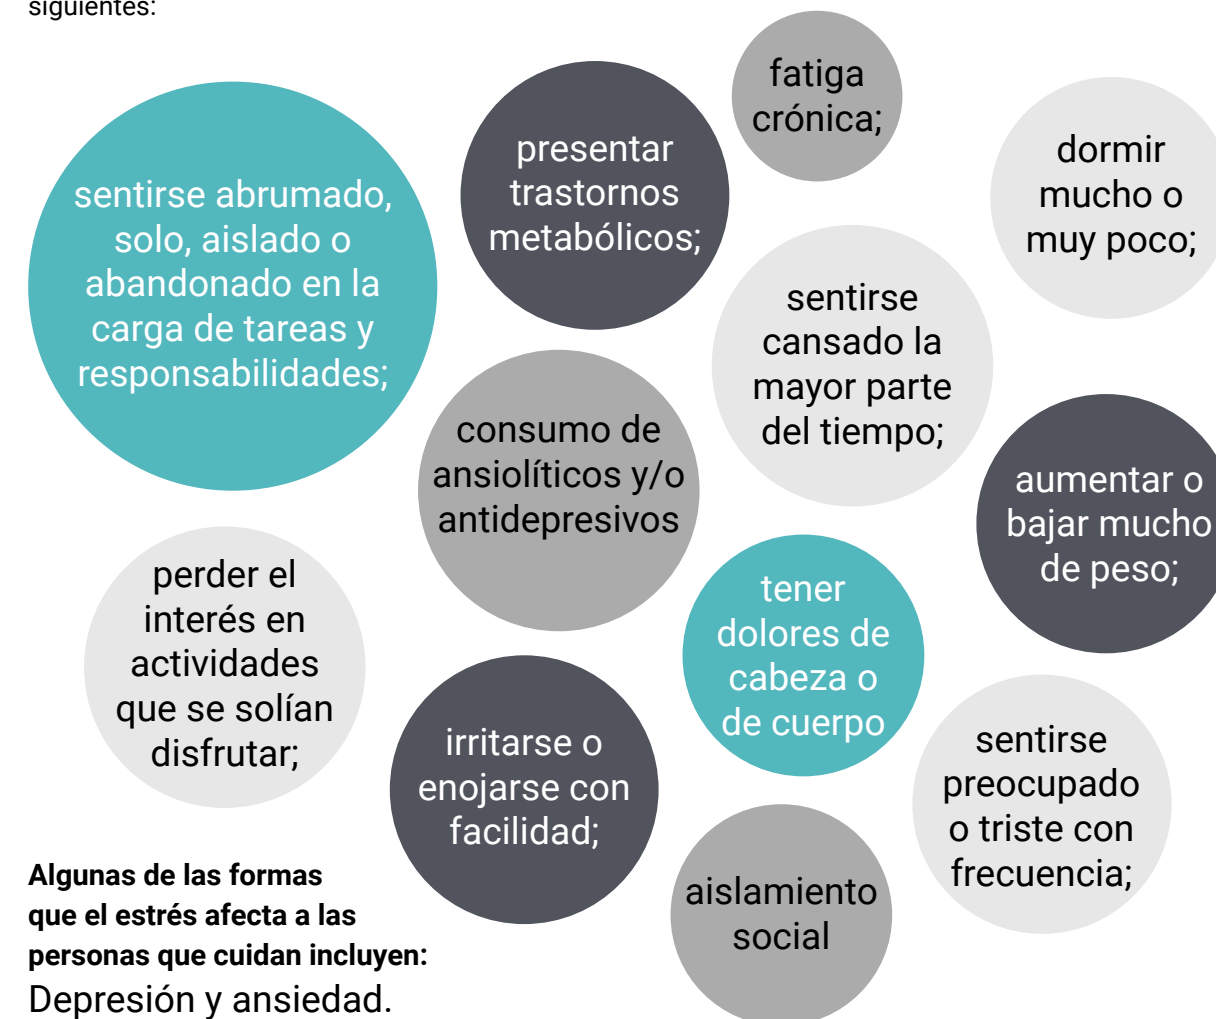 siguientes:
fatiga
crónica;
presentar
trastornos
metabólicos;
dormir
mucho o
muy poco;
sentirse abrumado,
solo, aislado o
abandonado en la
carga de tareas y
responsabilidades;
sentirse
cansado la
mayor parte
del tiempo;
consumo de
ansiolíticos y/o
antidepresivos
aumentar o
bajar mucho
de peso;
perder el
interés en
actividades
que se solían
disfrutar;
tener
dolores de
cabeza o
de cuerpo
irritarse o
enojarse con
facilidad;
sentirse
preocupado
o triste con
frecuencia;
aislamiento
social
Algunas de las formas
que el estrés afecta a las
personas que cuidan incluyen:
Depresión y ansiedad.